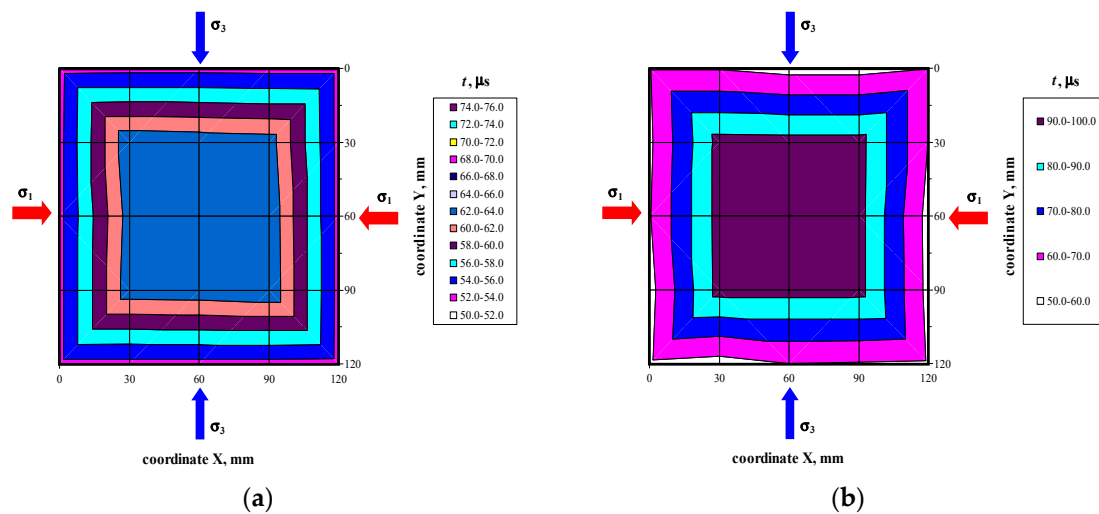 σ3
σ3
t , μs
74.0-76.0
72.0-74.0
70.0-72.0
68.0-70.0
66.0-68.0
64.0-66.0
62.0-64.0
60.0-62.0
58.0-60.0
56.0-58.0
54.0-56.0
52.0-54.0
50.0-52.0
0
30
60
90
120
coordinate Y, mm
σ1
σ1
0
30
60
90
120
σ3
coordinate X, mm
(a)
t , μs
90.0-100.0
80.0-90.0
70.0-80.0
60.0-70.0
50.0-60.0
0
30
60
90
120
coordinate Y, mm
σ1
σ1
0
30
60
90
120
σ3
coordinate X, mm
(b)